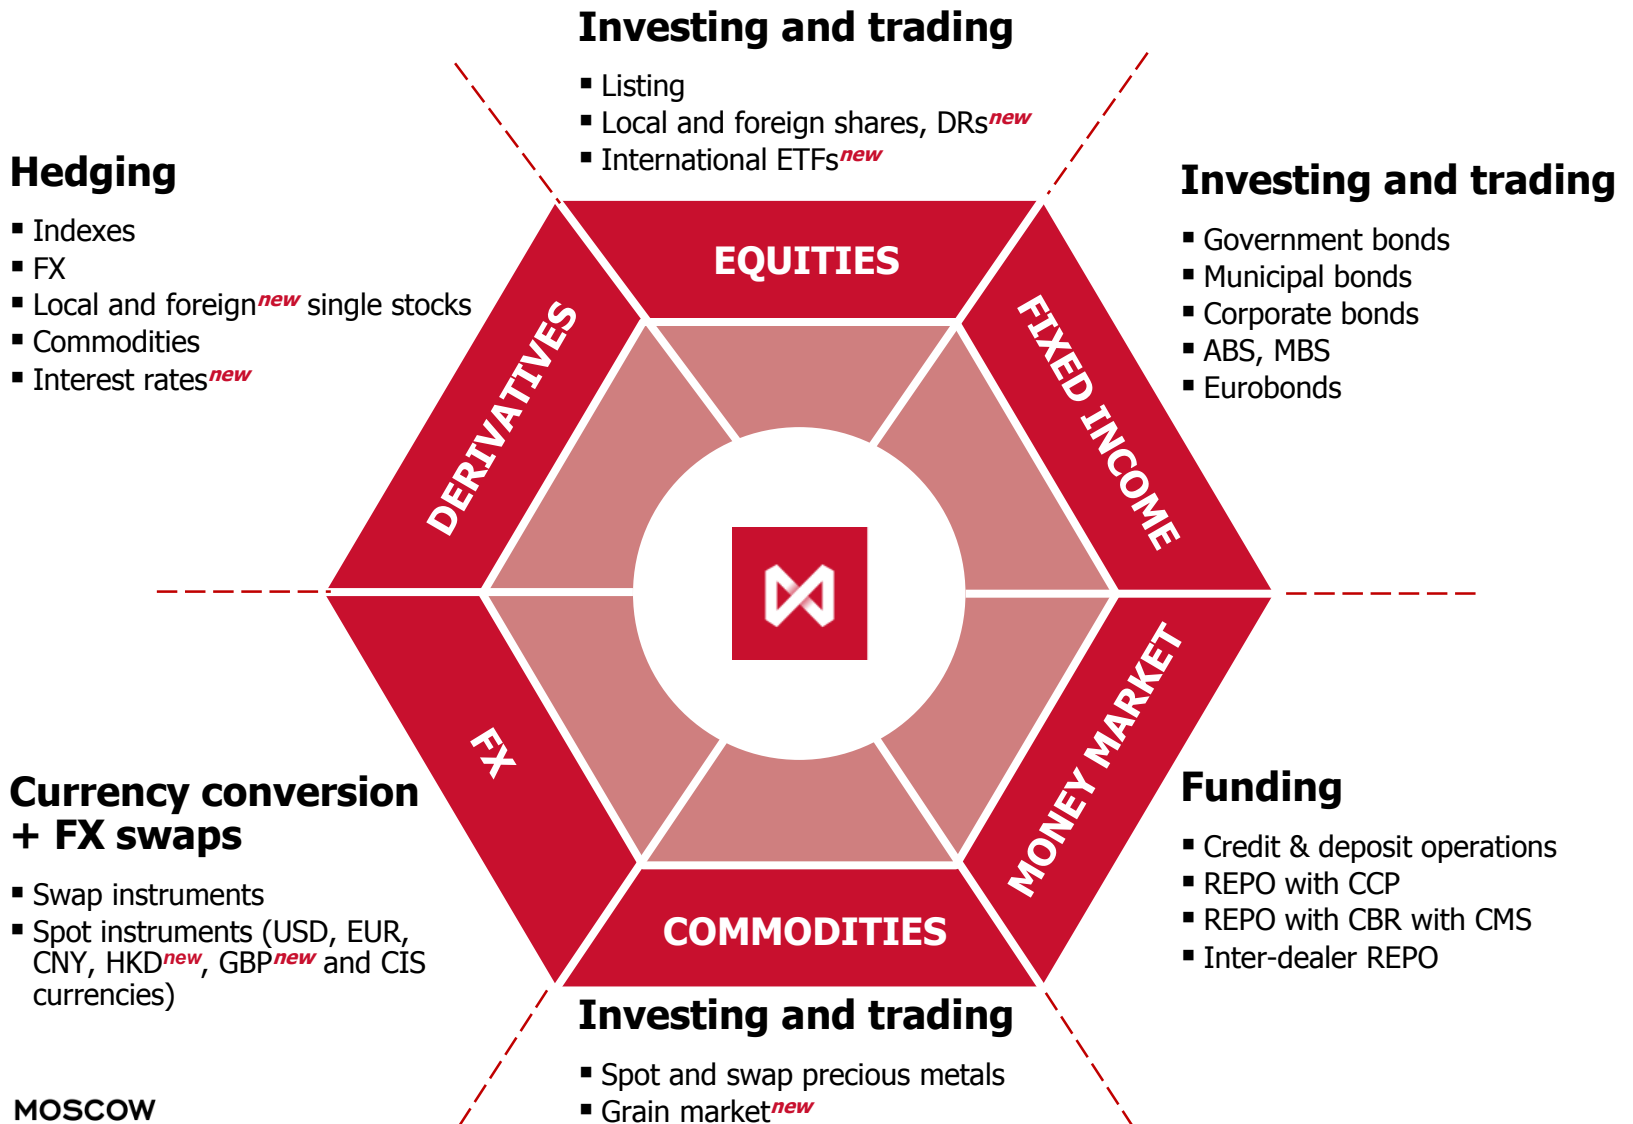 Investing and trading
▪ Listing
▪ Local and foreign shares, DRsnew
▪ International ETFsnew
Hedging
▪ Indexes
▪ FX
▪ Local and foreignnew single stocks
▪ Commodities
▪ Interest ratesnew
Investing and trading
▪ Government bonds
▪ Municipal bonds
▪ Corporate bonds
▪ ABS, MBS
▪ Eurobonds
EQUITIES
DERIVATIVES
FIXED INCOME
FX
MONEY MARKET
COMMODITIES
Currency conversion
+ FX swaps
▪ Swap instruments
▪ Spot instruments (USD, EUR,
CNY, HKDnew, GBPnew and CIS
currencies)
Funding
▪ Credit & deposit operations
▪ REPO with CCP
▪ REPO with CBR with CMS
▪ Inter-dealer REPO
Investing and trading
▪ Spot and swap precious metals
▪ Grain marketnew
MOSCOW